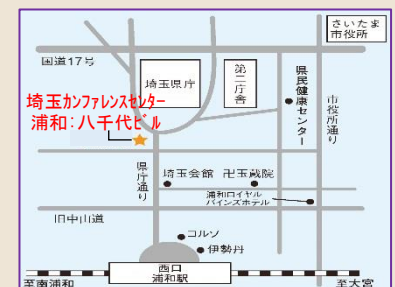 さいたま
市役所
国道17号
埼玉県庁
第二庁舎
県民健康センター
市役所通り
埼玉カンファレンスセンター
浦和:八千代ビル
県庁通り
埼玉会館
卍玉蔵院
浦和ロイヤル
パインズホテル
旧中山道
コルソ
伊勢丹
西口
浦和駅
至南浦和
至大宮